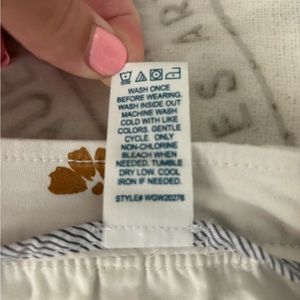 WASH ONCE
BEFORE WEARING.
WASH INSIDE OUT
MACHINE WASH
COLD WITH LIKE
COLORS. GENTLE
CYCLE. ONLY
NON-CHLORINE
BLEACH WHEN
NEEDED. TUMBLE
DRY LOW. COOL
IRON IF NEEDED.
STYLE# WGW20276